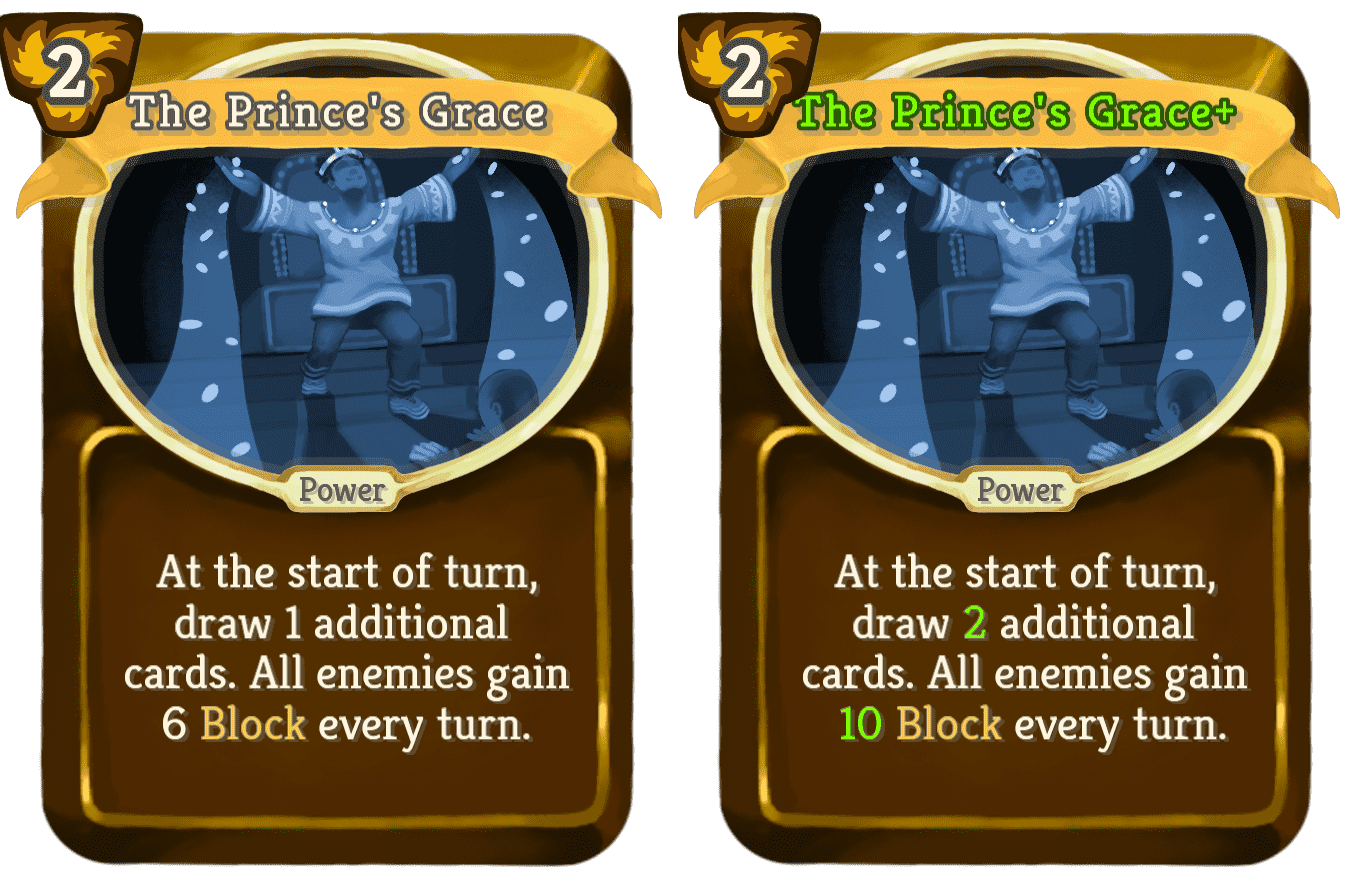 2
The Prince's Grace
Power
At the start of turn,
draw 1 additional
cards. All enemies gain
6 Block every turn.
2
The Prince's Grace+
Power
At the start of turn,
draw 2 additional
cards. All enemies gain
10 Block every turn.